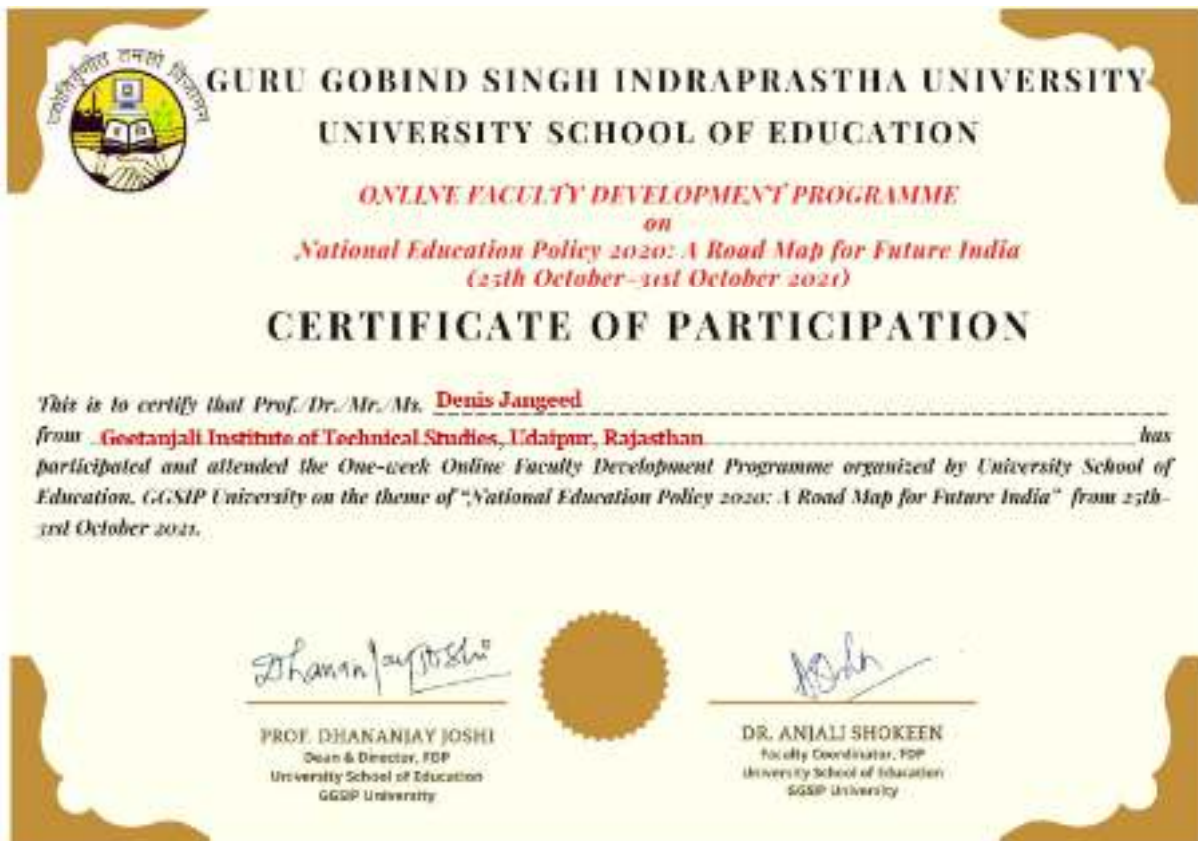 ज्योतिर्वृणीत तमसो विजानन
GURU GOBIND SINGH INDRAPRASTHA UNIVERSITY
UNIVERSITY SCHOOL OF EDUCATION
ONLINE FACULTY DEVELOPMENT PROGRAMME
on
National Education Policy 2020: A Road Map for Future India
(25th October-31st October 2021)
CERTIFICATE OF PARTICIPATION
This is to certify that Prof./Dr./Mr./Ms. Denis Jangeed
from Geetanjali Institute of Technical Studies, Udaipur, Rajasthan has
participated and attended the One-week Online Faculty Development Programme organized by University School of
Education, GGSIP University on the theme of "National Education Policy 2020: A Road Map for Future India" from 25th-
31st October 2021.
Dhananjay Joshi
PROF. DHANANJAY JOSHI
Dean & Director, FDP
University School of Education
GGSIP University
DR. ANJALI SHOKEEN
Faculty Coordinator, FDP
University School of Education
GGSIP University